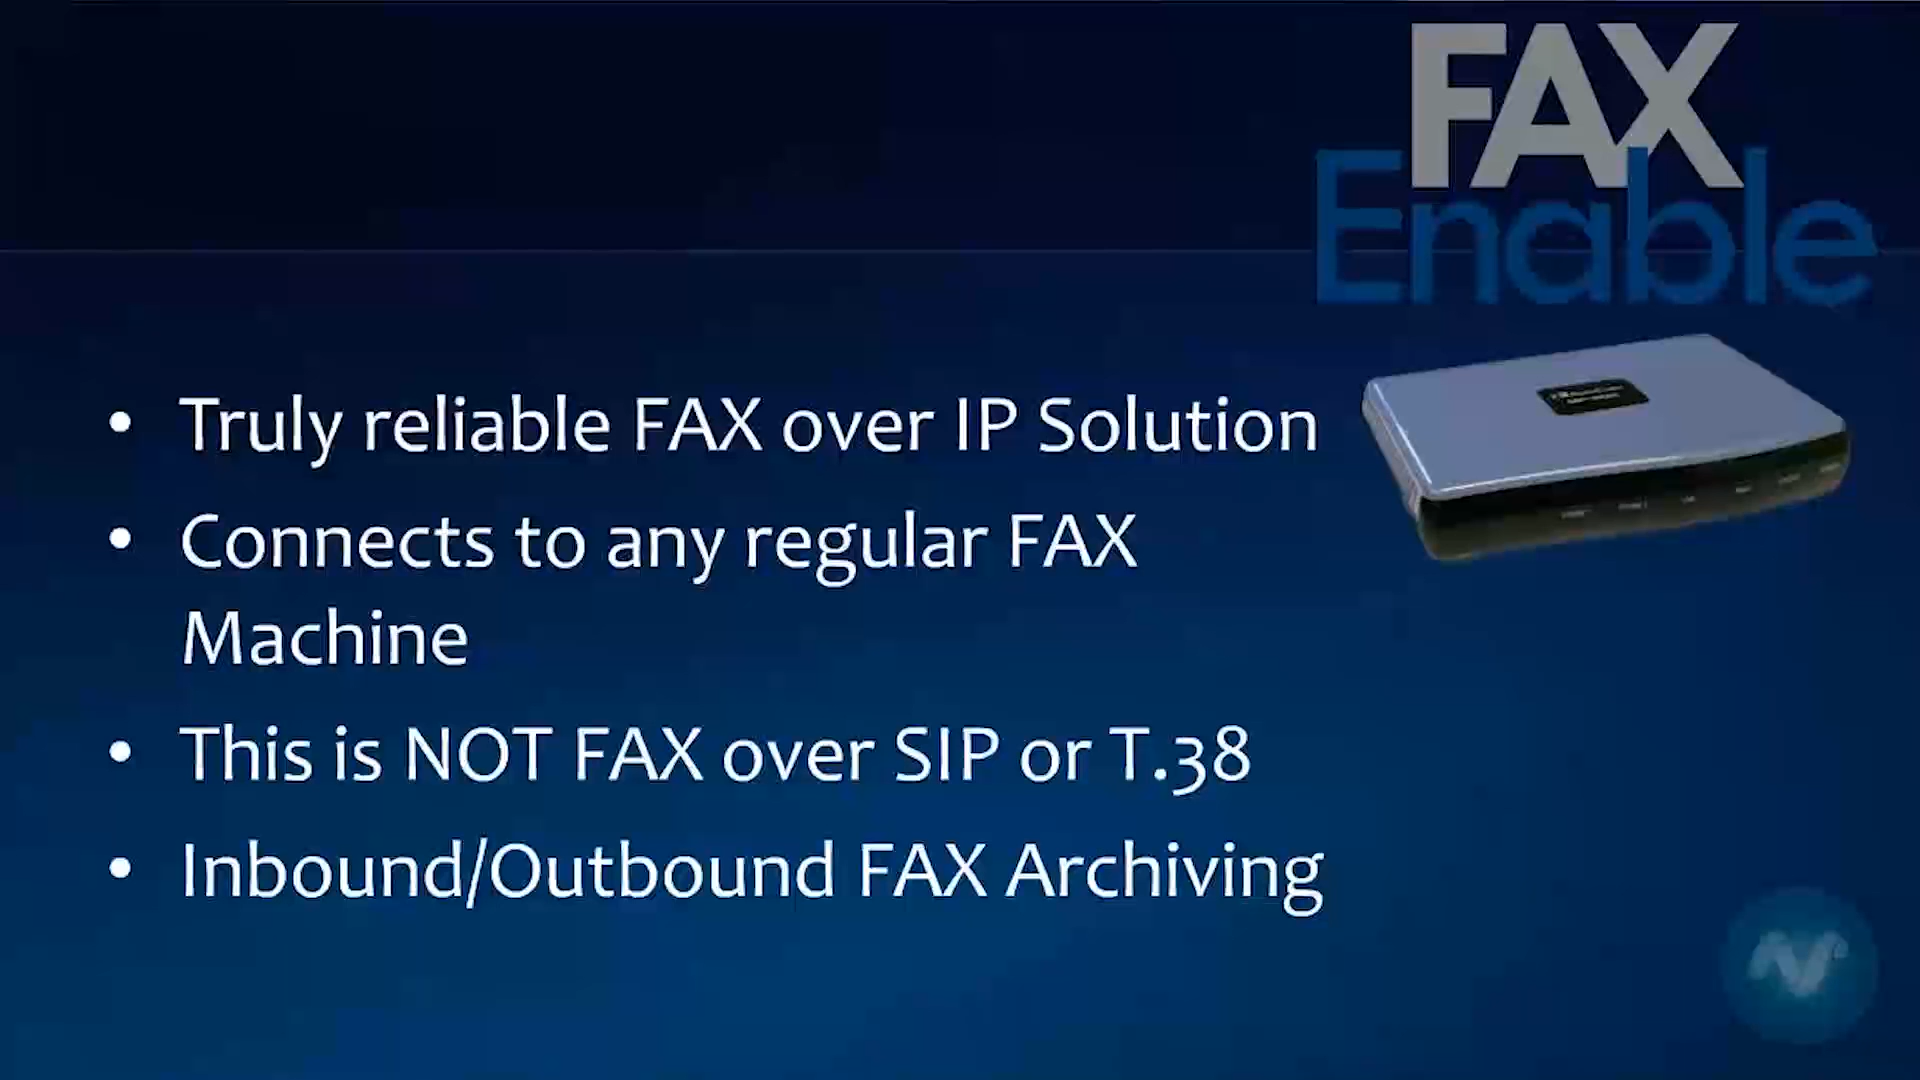 FAX
Enable
• Truly reliable FAX over IP Solution
• Connects to any regular FAX
Machine
• This is NOT FAX over SIP or T.38
• Inbound/Outbound FAX Archiving